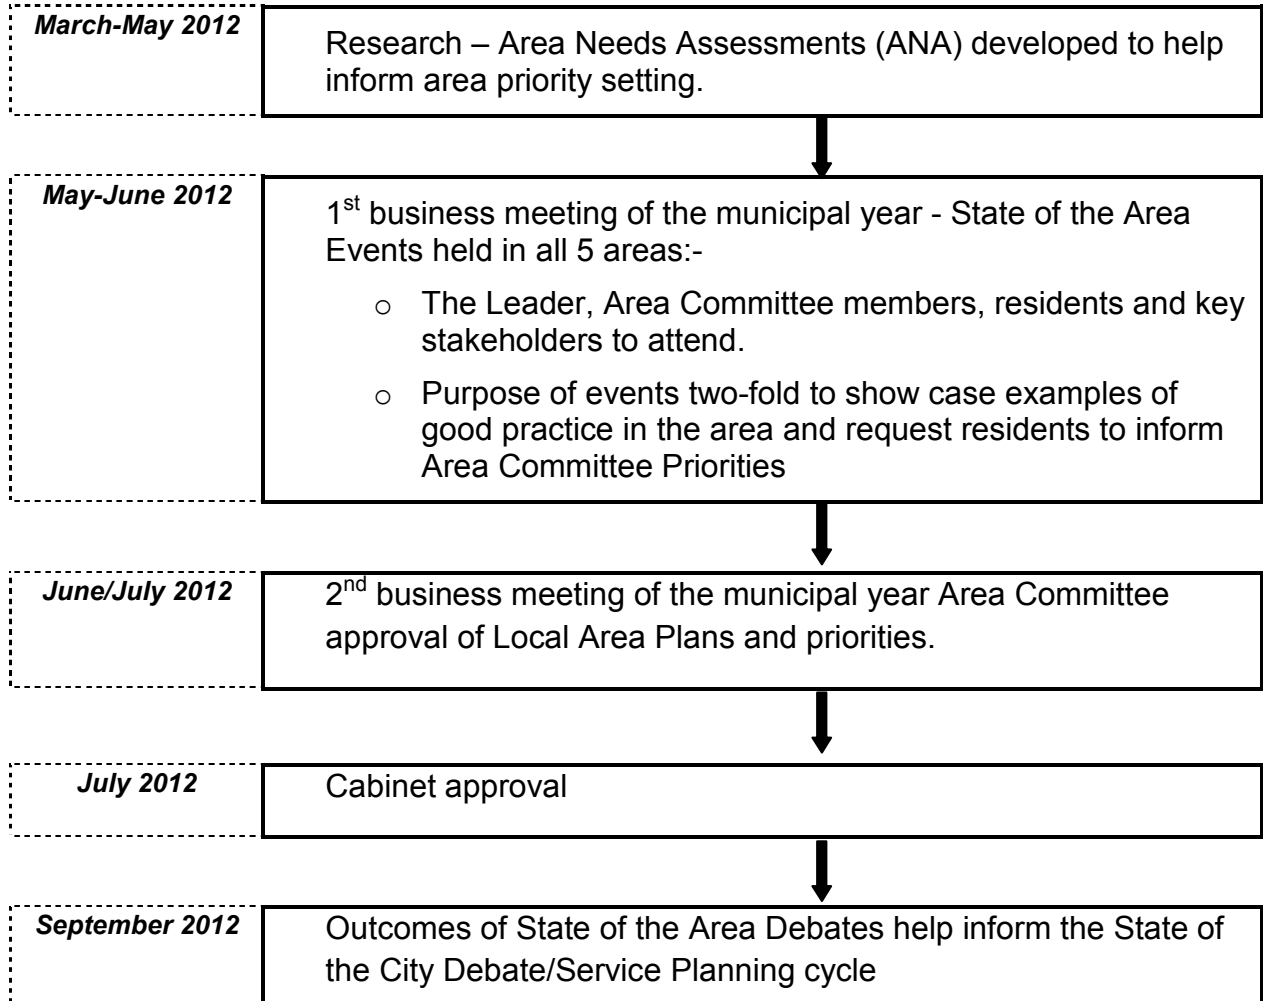 March-May 2012
Research – Area Needs Assessments (ANA) developed to help
inform area priority setting.
May-June 2012
1st business meeting of the municipal year - State of the Area
Events held in all 5 areas:-
o The Leader, Area Committee members, residents and key
stakeholders to attend.
o Purpose of events two-fold to show case examples of
good practice in the area and request residents to inform
Area Committee Priorities
June/July 2012
2nd business meeting of the municipal year Area Committee
approval of Local Area Plans and priorities.
July 2012
Cabinet approval
September 2012
Outcomes of State of the Area Debates help inform the State of
the City Debate/Service Planning cycle